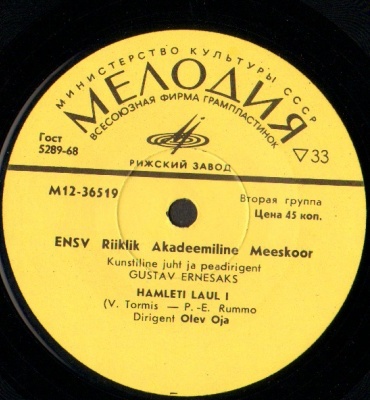 МИНИСТЕРСТВО КУЛЬТУРЫ СССР
МЕЛОДИЯ
ВСЕСОЮЗНАЯ ФИРМА ГРАМПЛАСТИНОК
Гост
5289-68
▽33
РИЖСКИЙ ЗАВОД
М12-36519
Вторая группа
Цена 45 коп.
ENSV Riiklik Akadeemiline Meeskoor
Kunstiline juht ja peadirigent
GUSTAV ERNESAKS
HAMLETI LAUL I
(V. Tormis — P.-E. Rummo
Dirigent Olev Oja